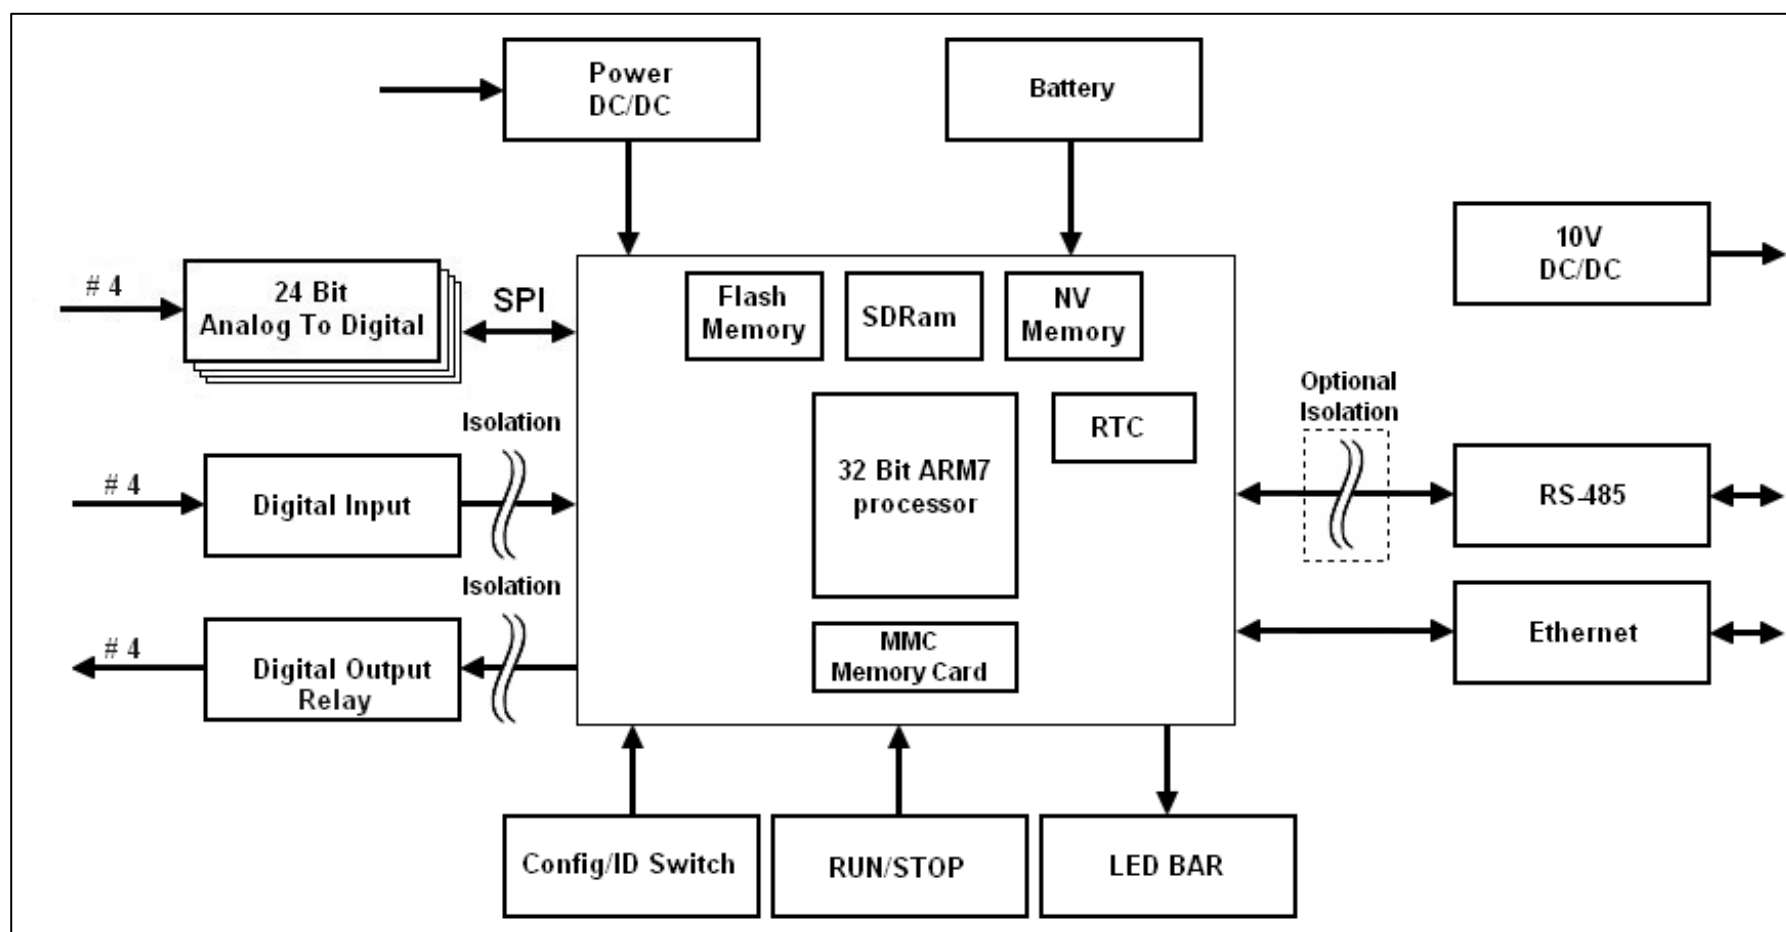 Power
DC/DC
Battery
10V
DC/DC
# 4
24 Bit
Analog To Digital
SPI
Flash
Memory
SDRam
NV
Memory
Optional
Isolation
Isolation
32 Bit ARM7
processor
RTC
# 4
Digital Input
RS-485
Isolation
# 4
Digital Output
Relay
MMC
Memory Card
Ethernet
Config/ID Switch
RUN/STOP
LED BAR